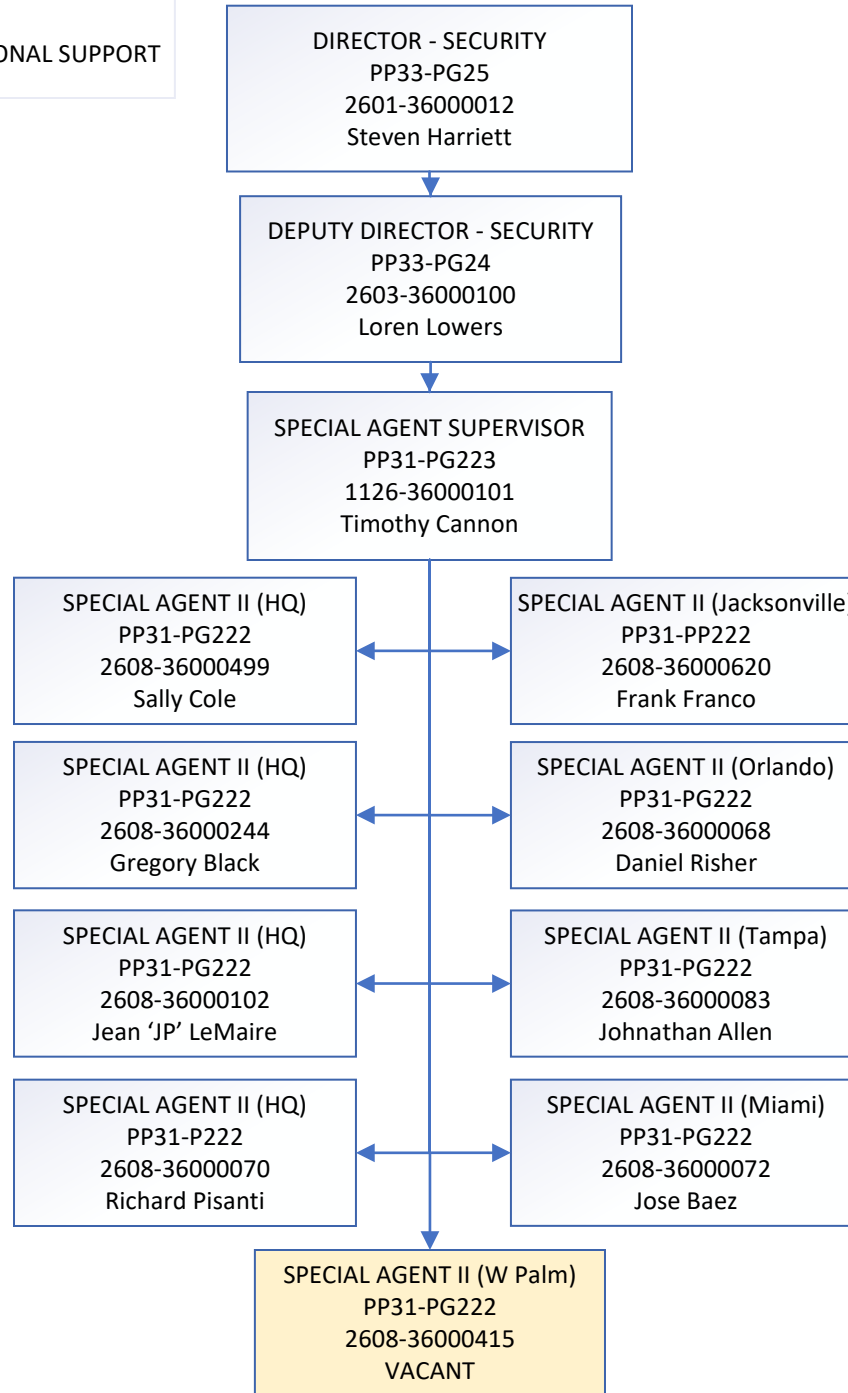 ONAL SUPPORT
DIRECTOR - SECURITY
PP33-PG25
2601-36000012
Steven Harriett
DEPUTY DIRECTOR - SECURITY
PP33-PG24
2603-36000100
Loren Lowers
SPECIAL AGENT SUPERVISOR
PP31-PG223
1126-36000101
Timothy Cannon
SPECIAL AGENT II (HQ)
PP31-PG222
2608-36000499
Sally Cole
SPECIAL AGENT II (Jacksonville)
PP31-PP222
2608-36000620
Frank Franco
SPECIAL AGENT II (HQ)
PP31-PG222
2608-36000244
Gregory Black
SPECIAL AGENT II (Orlando)
PP31-PG222
2608-36000068
Daniel Risher
SPECIAL AGENT II (HQ)
PP31-PG222
2608-36000102
Jean ‘JP’ LeMaire
SPECIAL AGENT II (Tampa)
PP31-PG222
2608-36000083
Johnathan Allen
SPECIAL AGENT II (HQ)
PP31-P222
2608-36000070
Richard Pisanti
SPECIAL AGENT II (Miami)
PP31-PG222
2608-36000072
Jose Baez
SPECIAL AGENT II (W Palm)
PP31-PG222
2608-36000415
VACANT